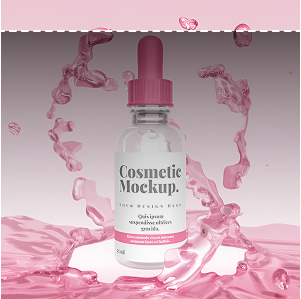 Cosmetic
Mockup.
YOUR DESIGN HERE
Quis ipsum
suspendisse ultrices
gravida.